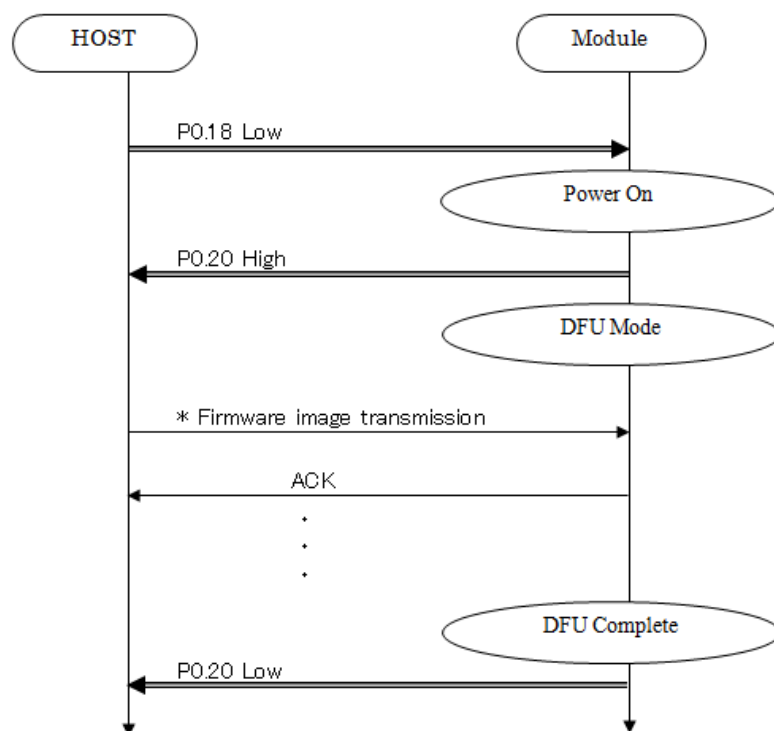 HOST
Module
P0.18 Low
Power On
P0.20 High
DFU Mode
* Firmware image transmission
ACK
DFU Complete
P0.20 Low